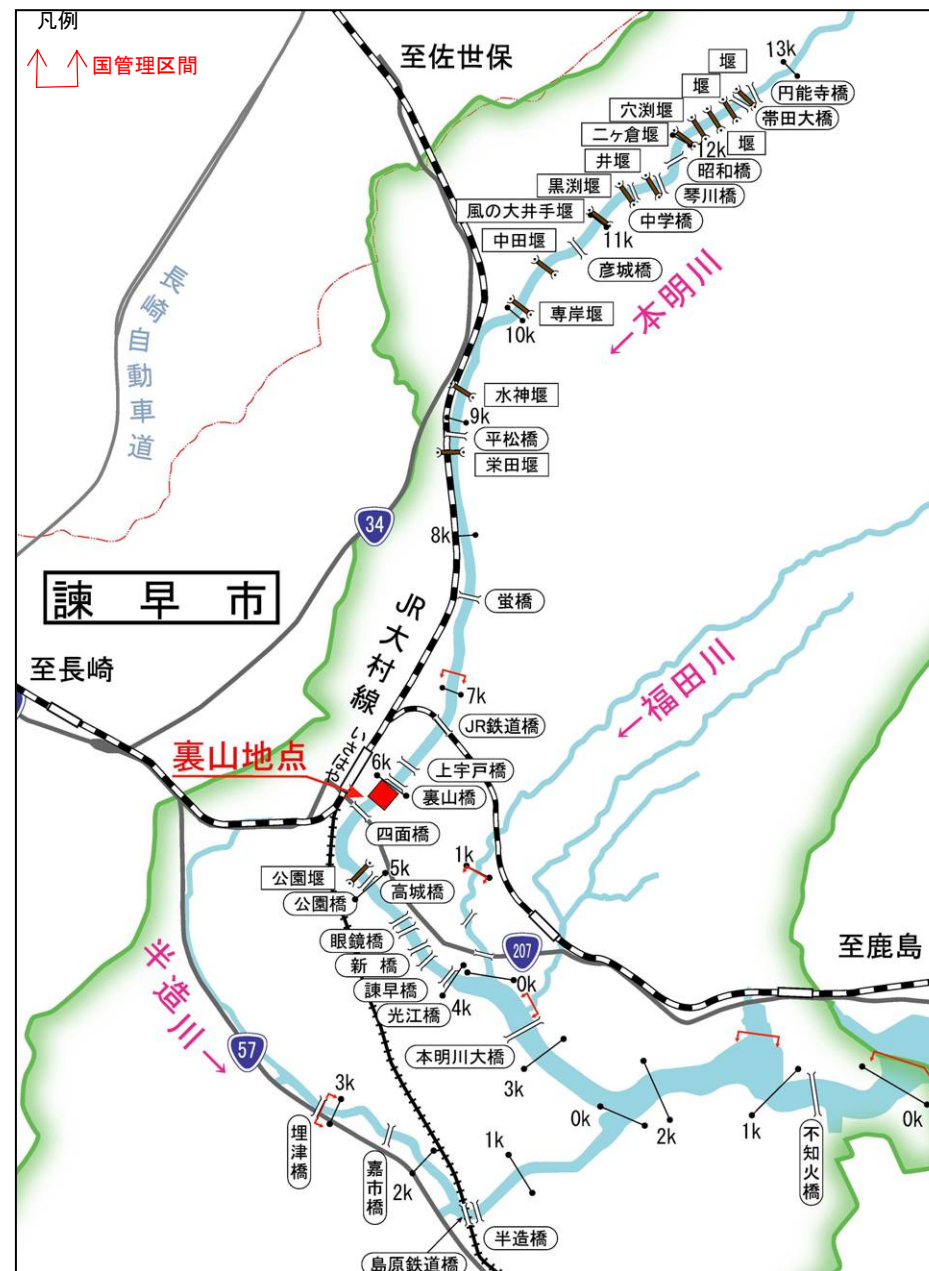 凡例
国管理区間
至佐世保
13k
堰
堰
円能寺橋
穴渕堰
帯田大橋
二ヶ倉堰
12k
堰
井堰
昭和橋
黒渕堰
琴川橋
風の大井手堰
中学橋
11k
中田堰
彦城橋
←本明川
専岸堰
10k
長崎自動車道
水神堰
9k
平松橋
栄田堰
34
8k
諫早市
蛍橋
JR大村線
至長崎
←福田川
7k
JR鉄道橋
いさはや
裏山地点
6k
上宇戸橋
裏山橋
四面橋
1k
公園堰
5k
高城橋
公園橋
眼鏡橋
207
至鹿島
新橋
諫早橋
0k
4k
光江橋
半造川→
本明川大橋
57
3k
3k
0k
2k
1k
0k
不知火橋
埋津橋
嘉市橋
1k
2k
半造橋
島原鉄道橋